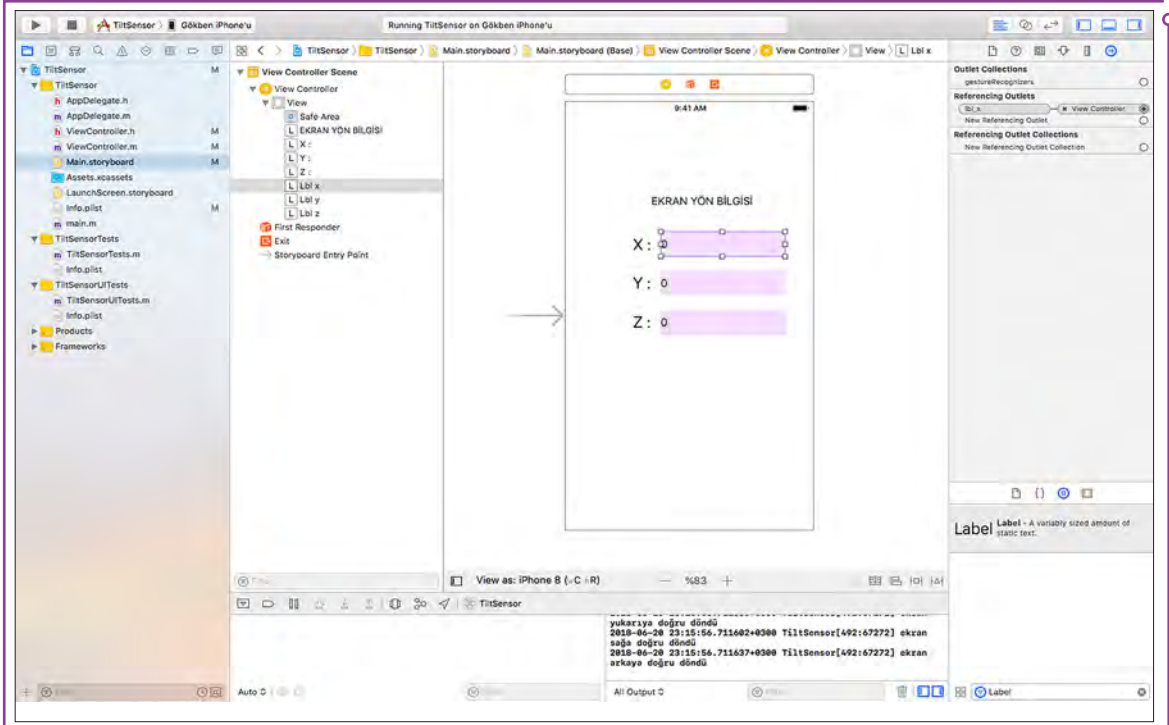 TiltSensor
Gökben iPhone'u
Running TiltSensor on Gökben iPhone'u
TiltSensor
TiltSensor
Main.storyboard
Main.storyboard (Base)
View Controller Scene
View Controller
View
L Lbl x
TiltSensor M
TiltSensor
h AppDelegate.h
m AppDelegate.m
h ViewController.h M
m ViewController.m M
Main.storyboard M
Assets.xcassets
LaunchScreen.storyboard
Info.plist M
m main.m
TiltSensorTests
m TiltSensorTests.m
Info.plist
TiltSensorUITests
m TiltSensorUITests.m
Info.plist
Products
Frameworks
View Controller Scene
View Controller
View
Safe Area
L EKRAN YÖN BİLGİSİ
L X :
L Y :
L Z :
L Lbl x
L Lbl y
L Lbl z
First Responder
Exit
Storyboard Entry Point
9:41 AM
EKRAN YÖN BİLGİSİ
X : 0
Y : 0
Z : 0
Outlet Collections
gestureRecognizers
Referencing Outlets
lbl_x View Controller
New Referencing Outlet
Referencing Outlet Collections
New Referencing Outlet Collection
Label Label - A variably sized amount of
static text.
View as: iPhone 8 (wC hR)
%83
TiltSensor
yukarıya doğru döndü
2018-06-20 23:15:56.711602+0300 TiltSensor[492:67272] ekran
sağa doğru döndü
2018-06-20 23:15:56.711637+0300 TiltSensor[492:67272] ekran
arkaya doğru döndü
Auto
All Output
Label